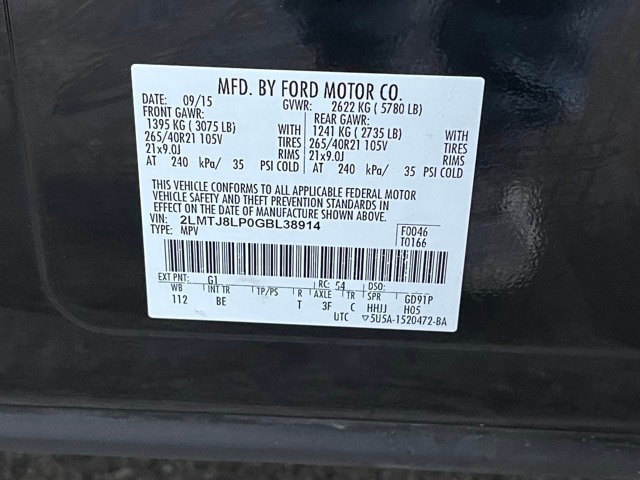 MFD. BY FORD MOTOR CO.
DATE: 09/15 GVWR: 2622 KG ( 5780 LB)
FRONT GAWR: REAR GAWR:
1395 KG ( 3075 LB) WITH 1241 KG ( 2735 LB) WITH
265/40R21 105V TIRES 265/40R21 105V TIRES
21x9.0J RIMS 21x9.0J RIMS
AT 240 kPa/ 35 PSI COLD AT 240 kPa/ 35 PSI COLD
THIS VEHICLE CONFORMS TO ALL APPLICABLE FEDERAL MOTOR
VEHICLE SAFETY AND THEFT PREVENTION STANDARDS IN
EFFECT ON THE DATE OF MANUFACTURE SHOWN ABOVE.
VIN: 2LMTJ8LP0GBL38914 F0046
TYPE: MPV T0166
EXT PNT: G1 RC: 54 DSO:
WB INT TR TP/PS R AXLE TR SPR GD91P
112 BE T 3F C HHJJ H05
UTC ▽5U5A-1520472-BA